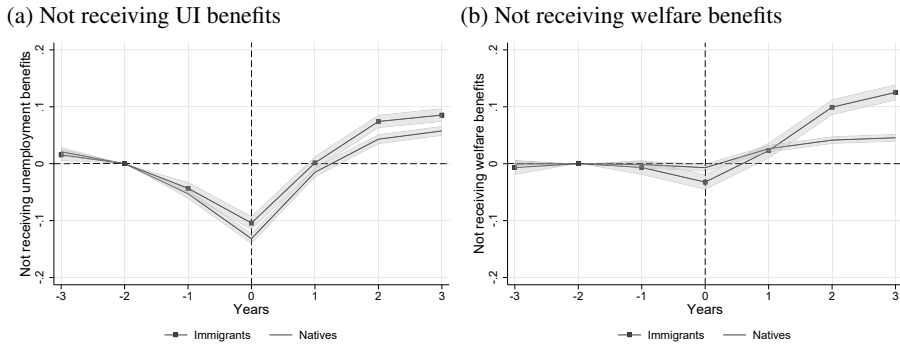 (a) Not receiving UI benefits
Not receiving unemployment benefits
.2
.1
0
-.1
-.2
-3 -2 -1 0 1 2 3
Years
Immigrants Natives
(b) Not receiving welfare benefits
Not receiving welfare benefits
.2
.1
0
-.1
-.2
-3 -2 -1 0 1 2 3
Years
Immigrants Natives